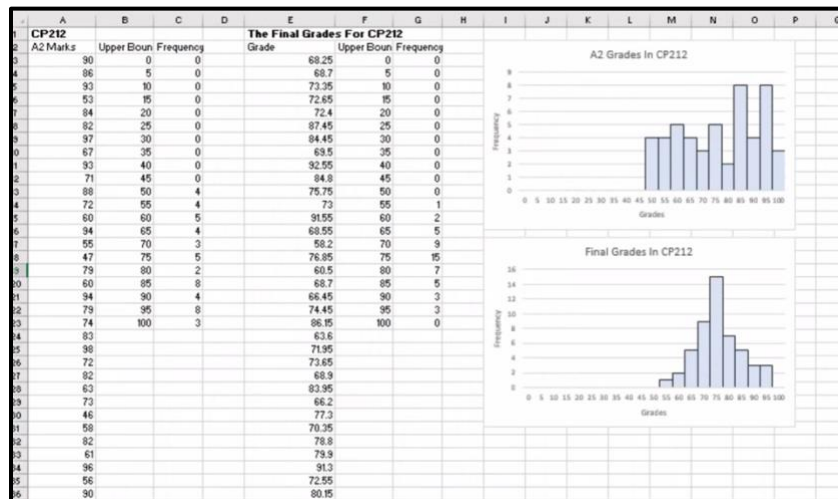 A B C D E F G H I J K L M N O P
CP212 The Final Grades For CP212
A2 Marks Upper Boun Frequency Grade Upper Boun Frequency
90 0 0 68.25 0 0
86 5 0 68.7 5 0
93 10 0 73.35 10 0
53 15 0 72.65 15 0
84 20 0 72.4 20 0
82 25 0 87.45 25 0
97 30 0 84.45 30 0
67 35 0 69.5 35 0
93 40 0 92.55 40 0
71 45 0 84.8 45 0
88 50 4 75.75 50 0
72 55 4 73 55 1
60 60 5 91.55 60 2
94 65 4 68.55 65 5
55 70 3 58.2 70 9
47 75 5 76.85 75 15
79 80 2 60.5 80 7
20 60 85 8 68.7 85 5
21 94 90 4 66.45 90 3
22 79 95 8 74.45 95 3
23 74 100 3 86.15 100 0
24 83 63.6
25 98 71.95
26 72 73.65
27 82 68.9
28 63 83.95
29 73 66.2
30 46 77.3
31 58 70.35
32 82 78.8
33 61 79.9
34 96 91.3
35 56 72.55
36 90 80.15
A2 Grades In CP212
9
8
7
6
5
4
3
2
1
0
Frequency
0 5 10 15 20 25 30 35 40 45 50 55 60 65 70 75 80 85 90 95 100
Grades
Final Grades In CP212
16
14
12
10
8
6
4
2
0
Frequency
0 5 10 15 20 25 30 35 40 45 50 55 60 65 70 75 80 85 90 95 100
Grades